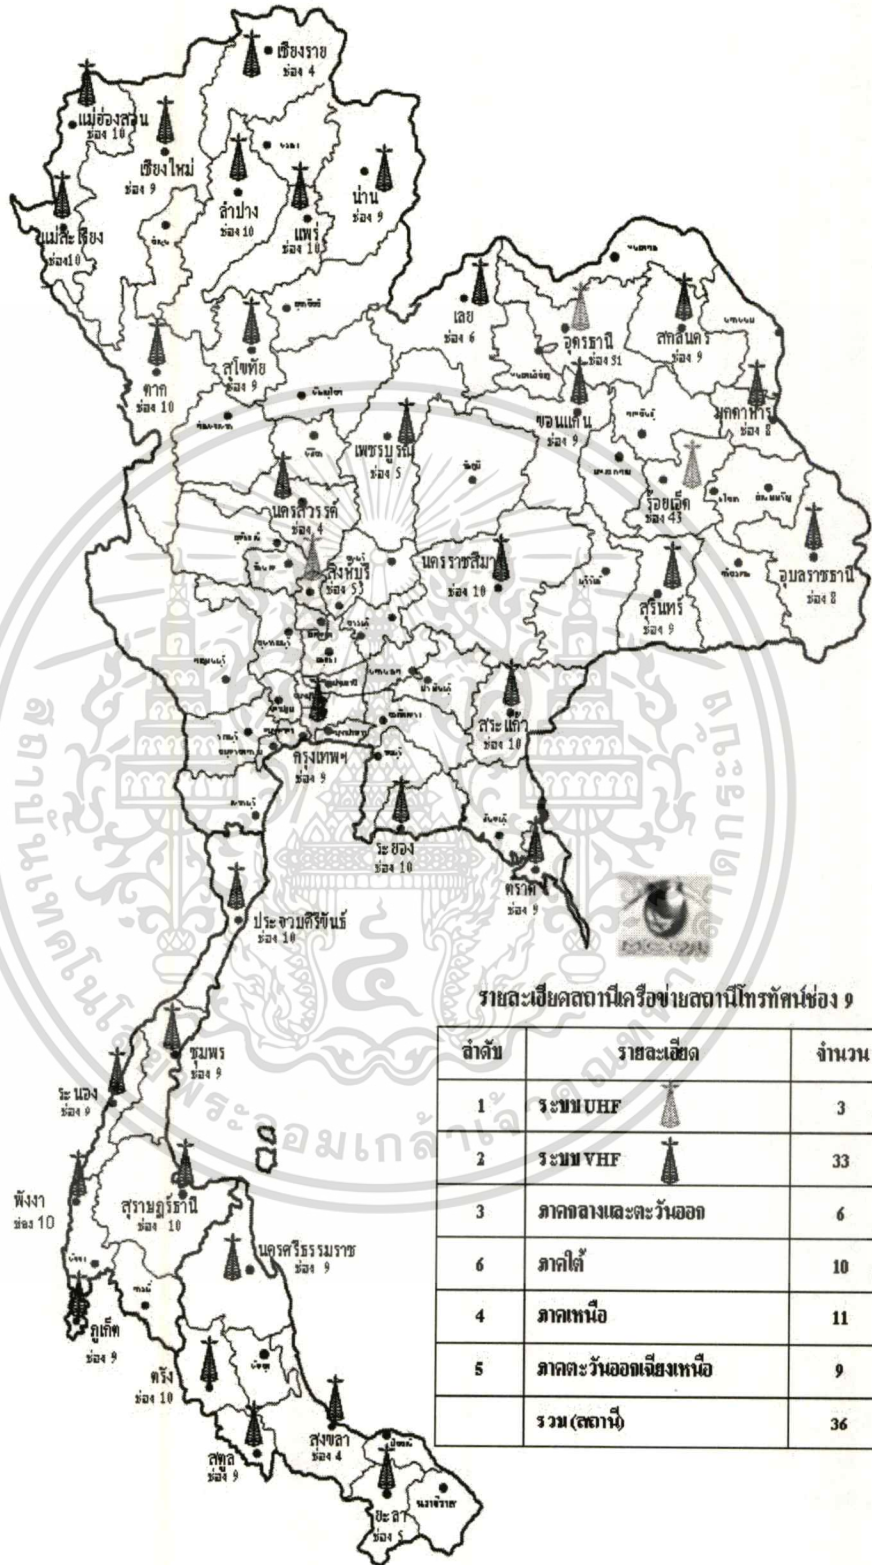 เชียงราย
ช่อง 4
แม่ฮ่องสอน
ช่อง 10
เชียงใหม่
ช่อง 9
ลำปาง
ช่อง 10
แพร่
ช่อง 10
น่าน
ช่อง 9
แม่สะเรียง
ช่อง10
เลย
ช่อง 6
อุดรธานี
ช่อง 31
สกลนคร
ช่อง 9
สุโขทัย
ช่อง 9
ตาก
ช่อง 10
ขอนแก่น
ช่อง 9
มุกดาหาร
ช่อง 8
เพชรบูรณ์
ช่อง 5
ชัยภูมิ
ร้อยเอ็ด
ช่อง 43
นครสวรรค์
ช่อง 4
สิงห์บุรี
ช่อง 53
นครราชสีมา
ช่อง 10
สุรินทร์
ช่อง 9
อุบลราชธานี
ช่อง 8
สระแก้ว
ช่อง 10
กรุงเทพฯ
ช่อง 9
ระยอง
ช่อง 10
ตราด
ช่อง 9
ประจวบคีรีขันธ์
ช่อง 10
ชุมพร
ช่อง 9
ระนอง
ช่อง 9
พังงา
ช่อง 10
สุราษฎร์ธานี
ช่อง 10
นครศรีธรรมราช
ช่อง 9
ภูเก็ต
ช่อง 9
ตรัง
ช่อง 10
สตูล
ช่อง 9
สงขลา
ช่อง 4
ยะลา
ช่อง 5
นราธิวาส
รายละเอียดสถานีเครือข่ายสถานีโทรทัศน์ช่อง 9
ลำดับ รายละเอียด จำนวน
1 ระบบ UHF 3
2 ระบบ VHF 33
3 ภาคกลางและตะวันออก 6
6 ภาคใต้ 10
4 ภาคเหนือ 11
5 ภาคตะวันออกเฉียงเหนือ 9
รวม (สถานี) 36